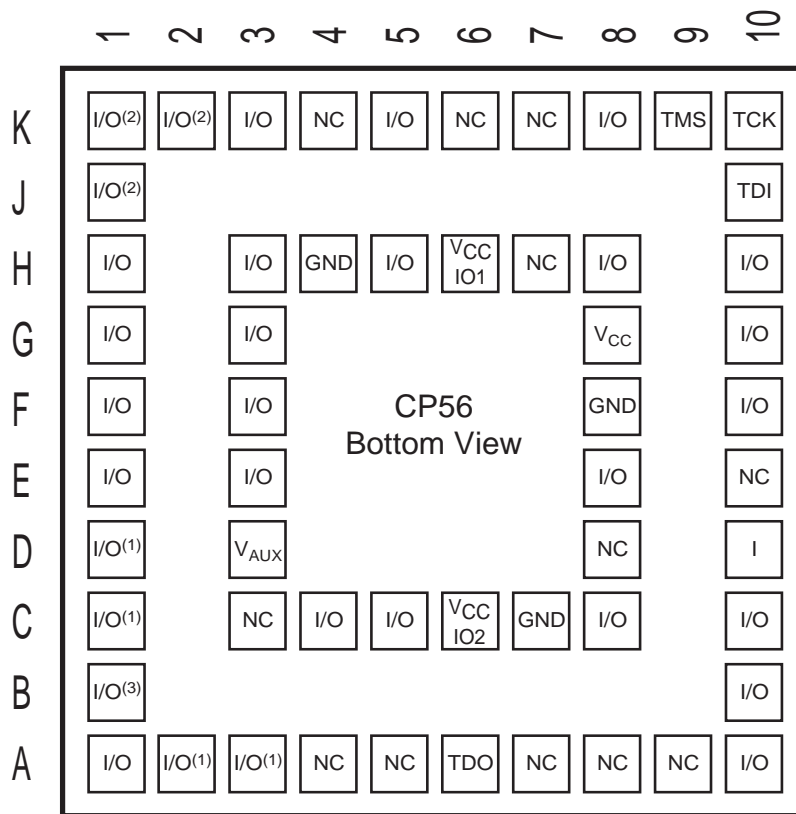 1 2 3 4 5 6 7 8 9 10
K I/O(2) I/O(2) I/O NC I/O NC NC I/O TMS TCK
J I/O(2) TDI
H I/O I/O GND I/O VCC IO1 NC I/O I/O
G I/O I/O VCC I/O
F I/O I/O GND I/O
CP56
Bottom View
E I/O I/O I/O NC
D I/O(1) VAUX NC I
C I/O(1) NC I/O I/O VCC IO2 GND I/O I/O
B I/O(3) I/O
A I/O I/O(1) I/O(1) NC NC TDO NC NC NC I/O